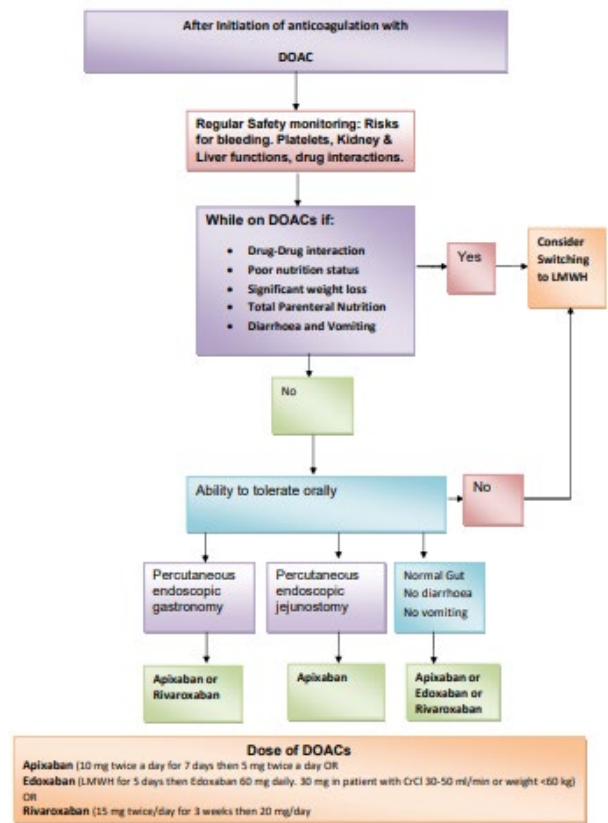 After Initiation of anticoagulation with
DOAC
Regular Safety monitoring: Risks
for bleeding. Platelets, Kidney &
Liver functions, drug interactions.
While on DOACs if:
• Drug-Drug interaction
• Poor nutrition status
• Significant weight loss
• Total Parenteral Nutrition
• Diarrhoea and Vomiting
Yes
Consider
Switching
to LMWH
No
Ability to tolerate orally
No
Percutaneous
endoscopic
gastronomy
Percutaneous
endoscopic
jejunostomy
Normal Gut
No diarrhoea
No vomiting
Apixaban or
Rivaroxaban
Apixaban
Apixaban or
Edoxaban or
Rivaroxaban
Dose of DOACs
Apixaban (10 mg twice a day for 7 days then 5 mg twice a day OR
Edoxaban (LMWH for 5 days then Edoxaban 60 mg daily. 30 mg in patient with CrCl 30-50 ml/min or weight <60 kg)
OR
Rivaroxaban (15 mg twice/day for 3 weeks then 20 mg/day